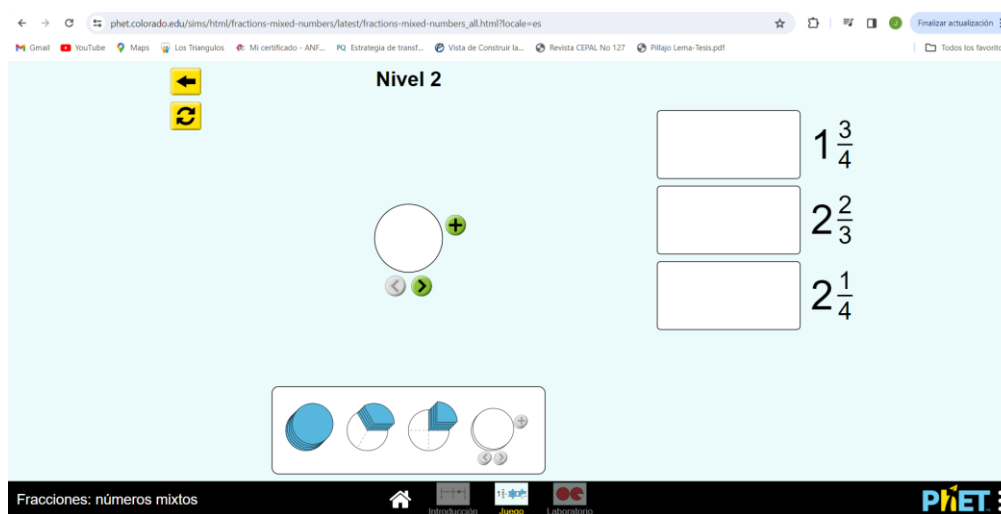 phet.colorado.edu/sims/html/fractions-mixed-numbers/latest/fractions-mixed-numbers_all.html?locale=es
J
Finalizar actualización
Gmail YouTube Maps Los Triangulos Mi certificado - ANF... PQ Estrategia de transf... Vista de Construir la... Revista CEPAL No 127 Pillajo Lema-Tesis.pdf Todos los favorito
Nivel 2
1 3/4
2 2/3
2 1/4
Fracciones: números mixtos
Introducción Juego Laboratorio
PhET